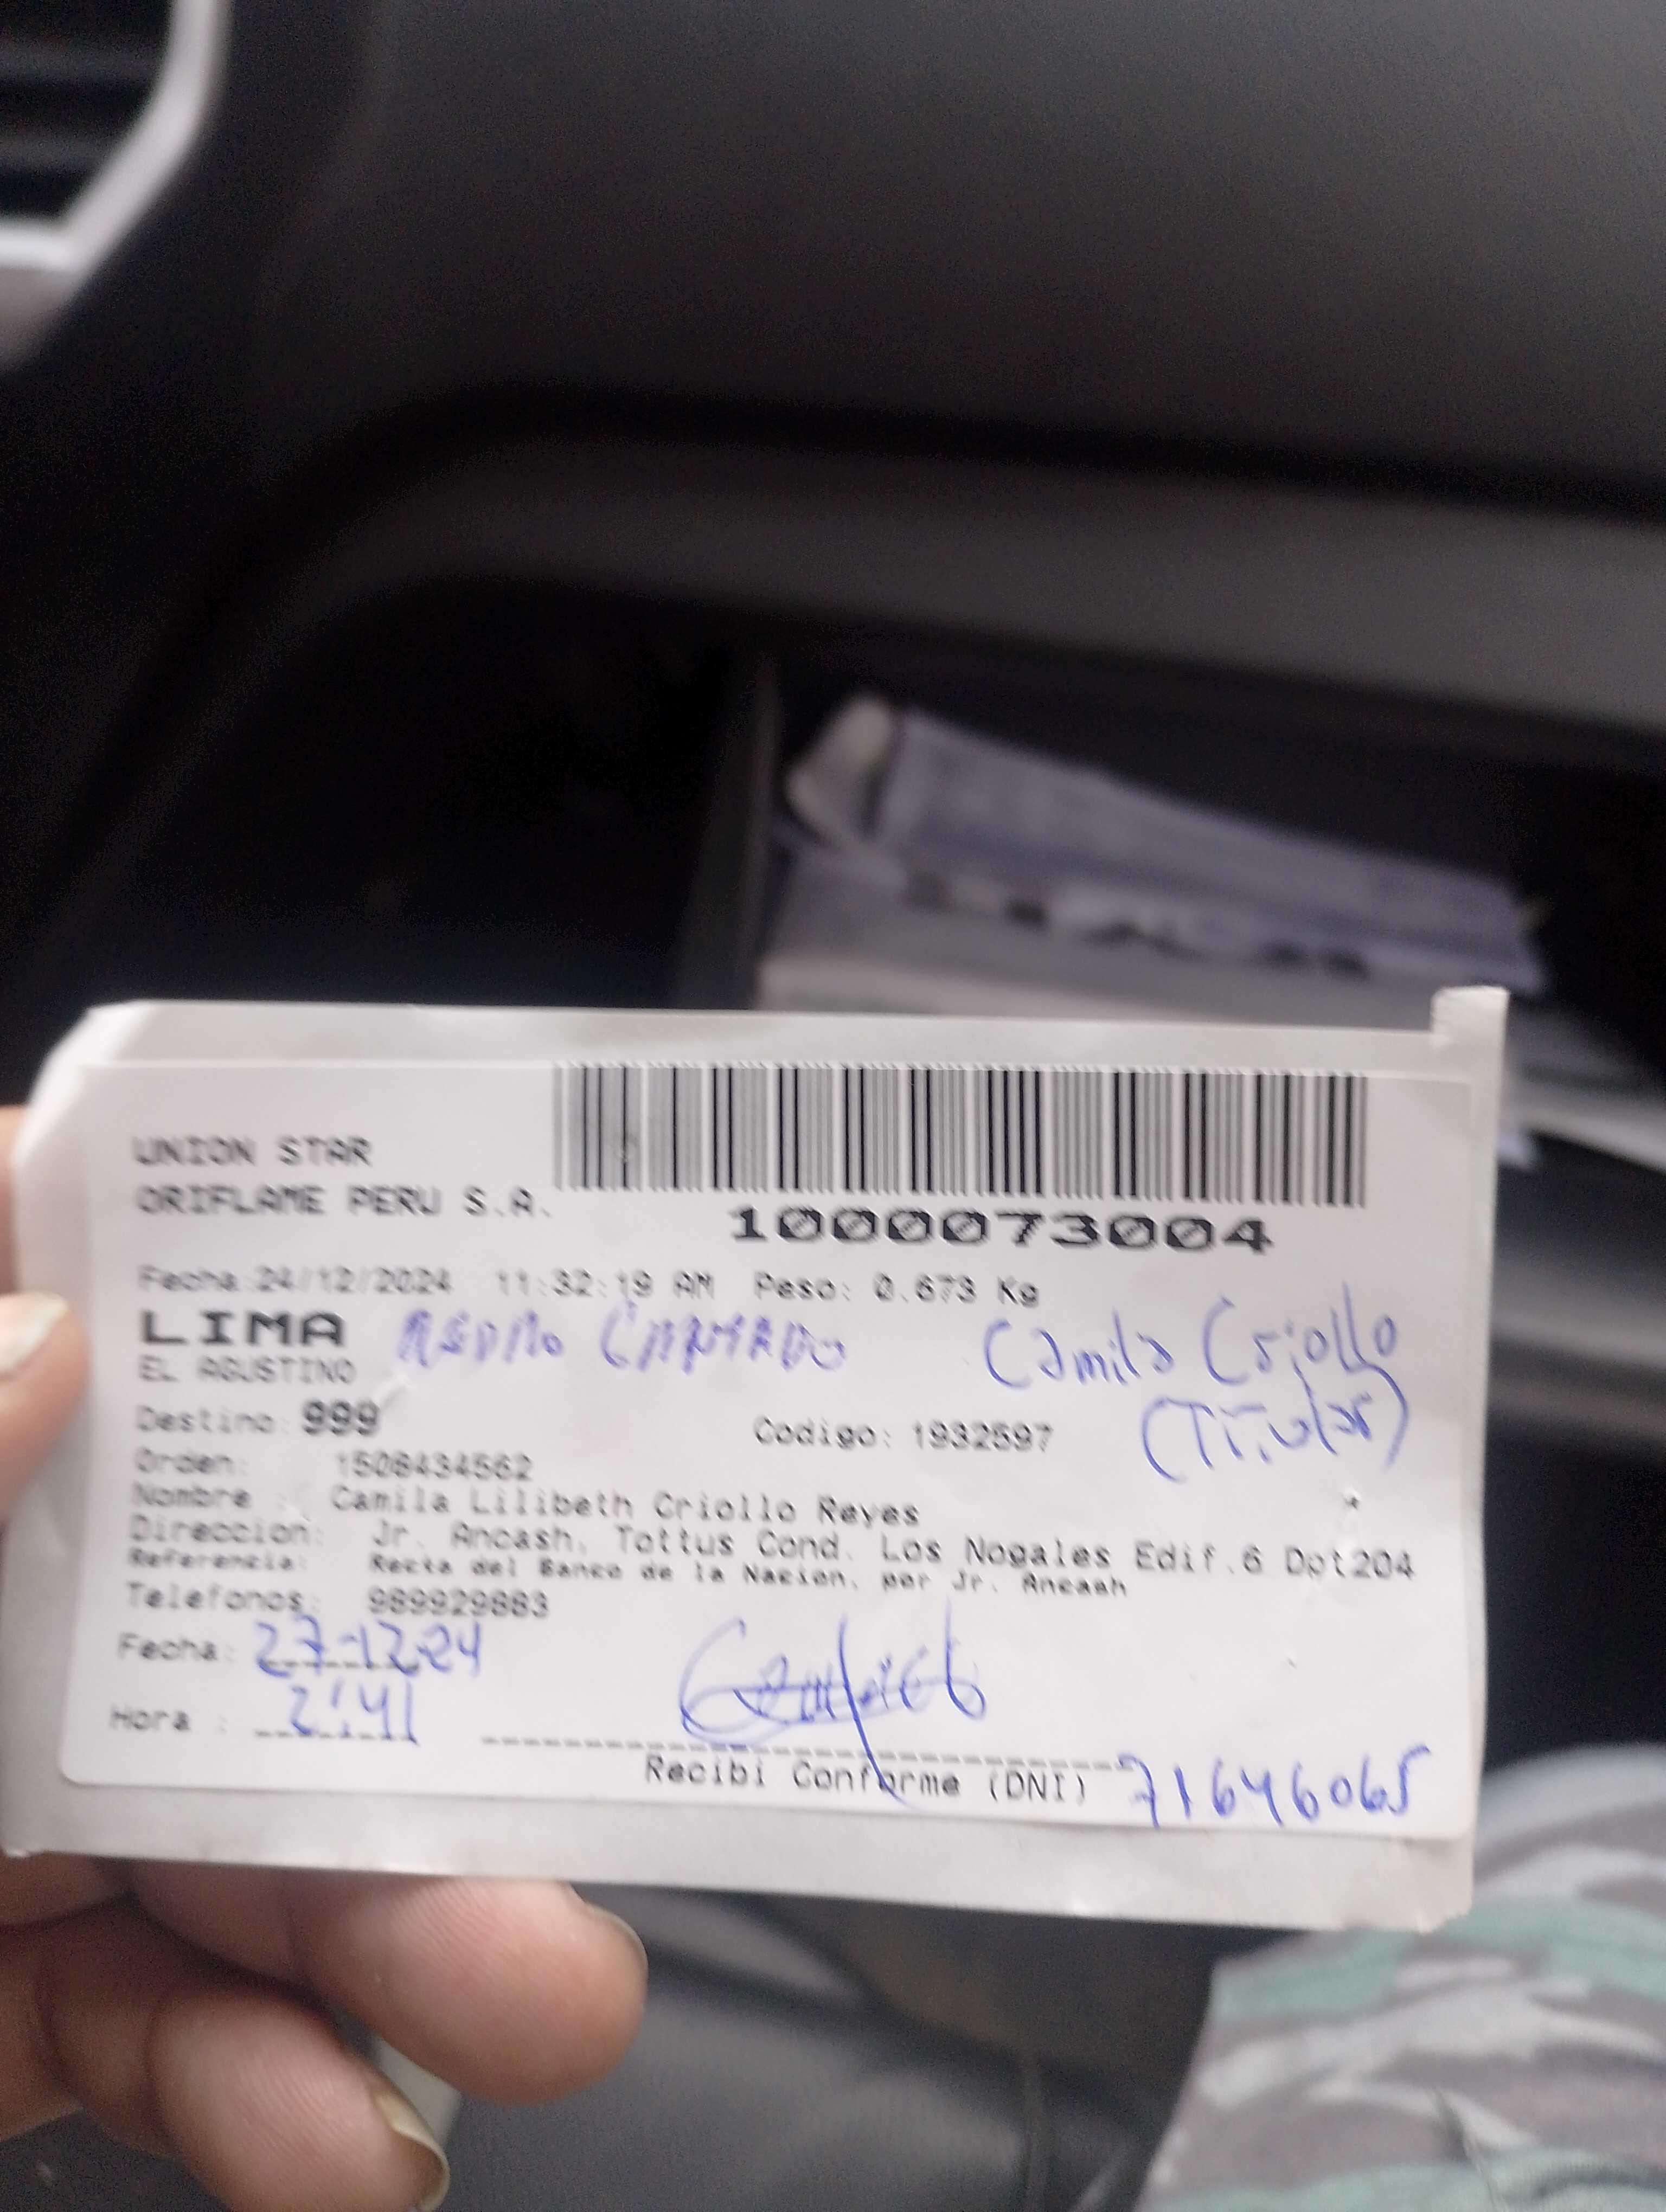 UNION STAR
ORIFLAME PERU S.A.
1000073004
Fecha:24/12/2024 11:32:19 AM Peso: 0.673 Kg
LIMA Camila Criollo
EL AGUSTINO (Titular)
Destino: 999 Codigo: 1932597
Orden: 1508434562
Nombre : Camila Lilibeth Criollo Reyes
Direccion: Jr. Ancash, Tottus Cond. Los Nogales Edif.6 Dpt204
Referencia: Recta del Banco de la Nacion, por Jr. Ancash
Telefonos: 989929883
Fecha: 27-12-24
Hora : 2:41
Recibi Conforme (DNI) 71646065